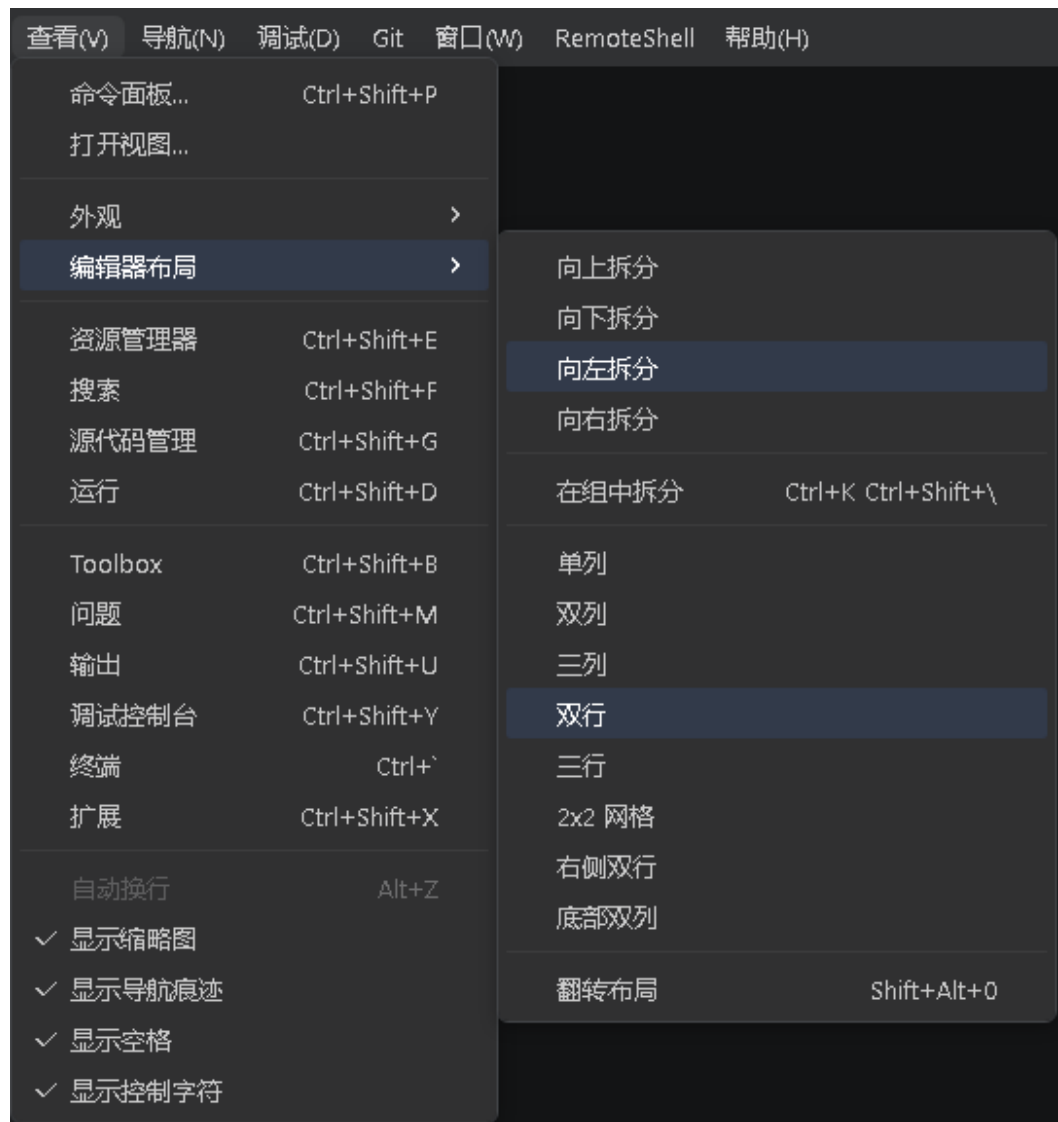 查看(V) 导航(N) 调试(D) Git 窗口(W) RemoteShell 帮助(H)
命令面板... Ctrl+Shift+P
打开视图...
外观
编辑器布局
资源管理器 Ctrl+Shift+E
搜索 Ctrl+Shift+F
源代码管理 Ctrl+Shift+G
运行 Ctrl+Shift+D
Toolbox Ctrl+Shift+B
问题 Ctrl+Shift+M
输出 Ctrl+Shift+U
调试控制台 Ctrl+Shift+Y
终端 Ctrl+`
扩展 Ctrl+Shift+X
自动换行 Alt+Z
显示缩略图
显示导航痕迹
显示空格
显示控制字符
向上拆分
向下拆分
向左拆分
向右拆分
在组中拆分 Ctrl+K Ctrl+Shift+\
单列
双列
三列
双行
三行
2x2 网格
右侧双行
底部双列
翻转布局 Shift+Alt+0